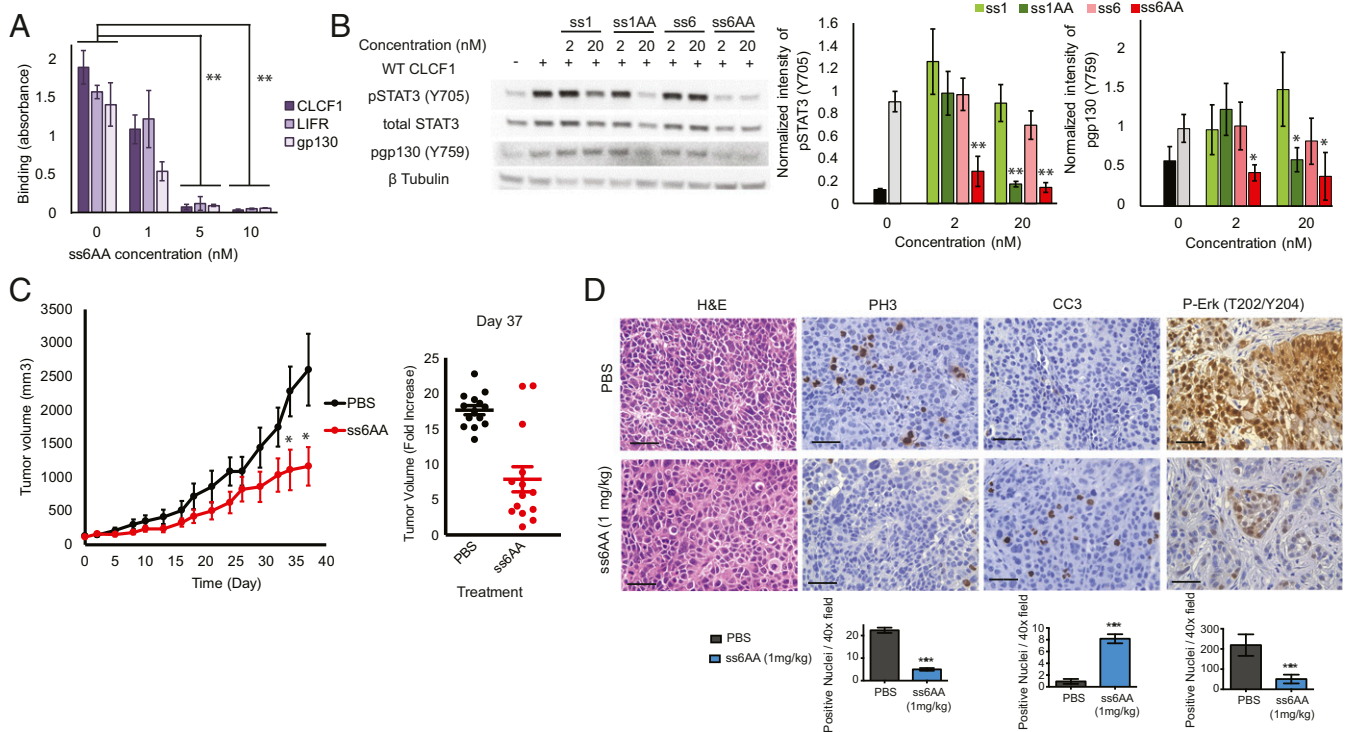 A
2
1.5
1
0.5
0
Binding (absorbance)
**
**
CLCF1
LIFR
gp130
0 1 5 10
ss6AA concentration (nM)
B
ss1 ss1AA ss6 ss6AA
Concentration (nM) 2 20 2 20 2 20 2 20
WT CLCF1 - + + + + + + + + +
pSTAT3 (Y705)
total STAT3
pgp130 (Y759)
β Tubulin
ss1 ss1AA ss6 ss6AA
Normalized intensity of
pSTAT3 (Y705)
1.6
1.4
1.2
1
0.8
0.6
0.4
0.2
0
** ** **
0 2 20
Concentration (nM)
Normalized intensity of
pgp130 (Y759)
2
1.5
1
0.5
0
* * *
0 2 20
Concentration (nM)
C
Tumor volume (mm3)
3500
3000
2500
2000
1500
1000
500
0
PBS
ss6AA
* *
0 5 10 15 20 25 30 35 40
Time (Day)
Day 37
Tumor Volume (Fold Increase)
25
20
15
10
5
0
PBS ss6AA
Treatment
D
H&E PH3 CC3 P-Erk (T202/Y204)
PBS
ss6AA (1 mg/kg)
PBS
ss6AA (1mg/kg)
Positive Nuclei / 40x field
20
10
0
***
PBS ss6AA
(1mg/kg)
Positive Nuclei / 40x field
10
8
6
4
2
0
***
PBS ss6AA
(1mg/kg)
Positive Nuclei / 40x field
300
200
100
0
***
PBS ss6AA
(1mg/kg)